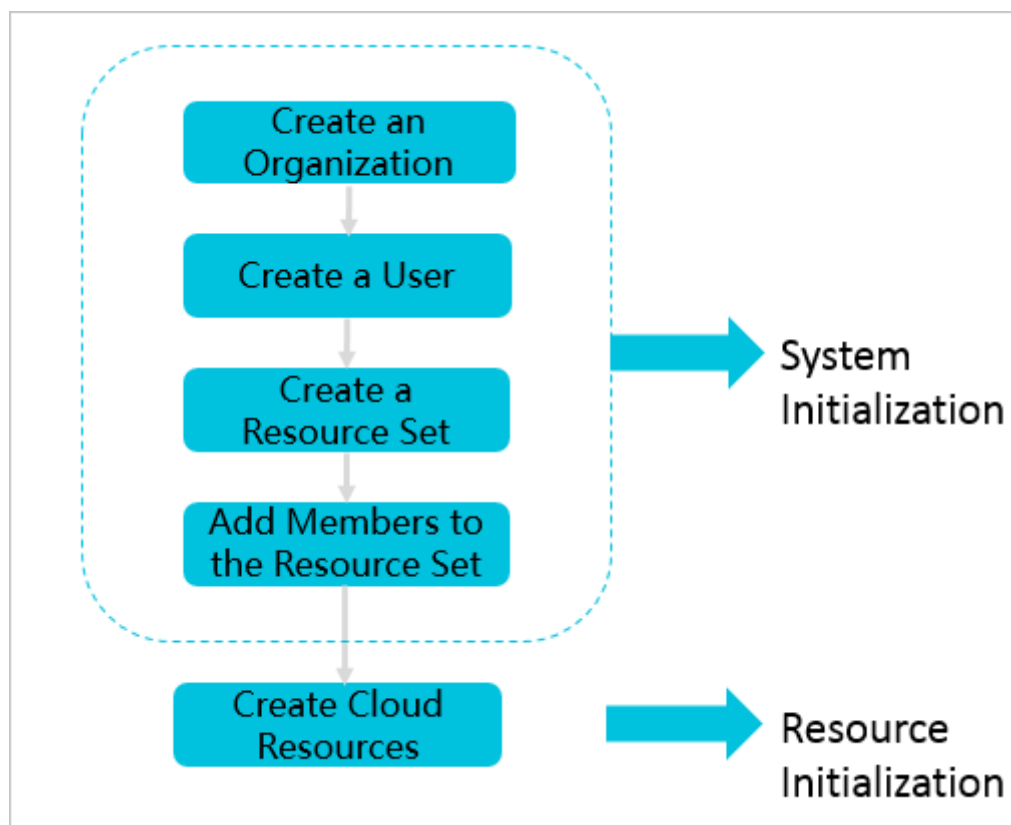 Create an
Organization
Create a User
Create a
Resource Set
Add Members to
the Resource Set
System
Initialization
Create Cloud
Resources
Resource
Initialization